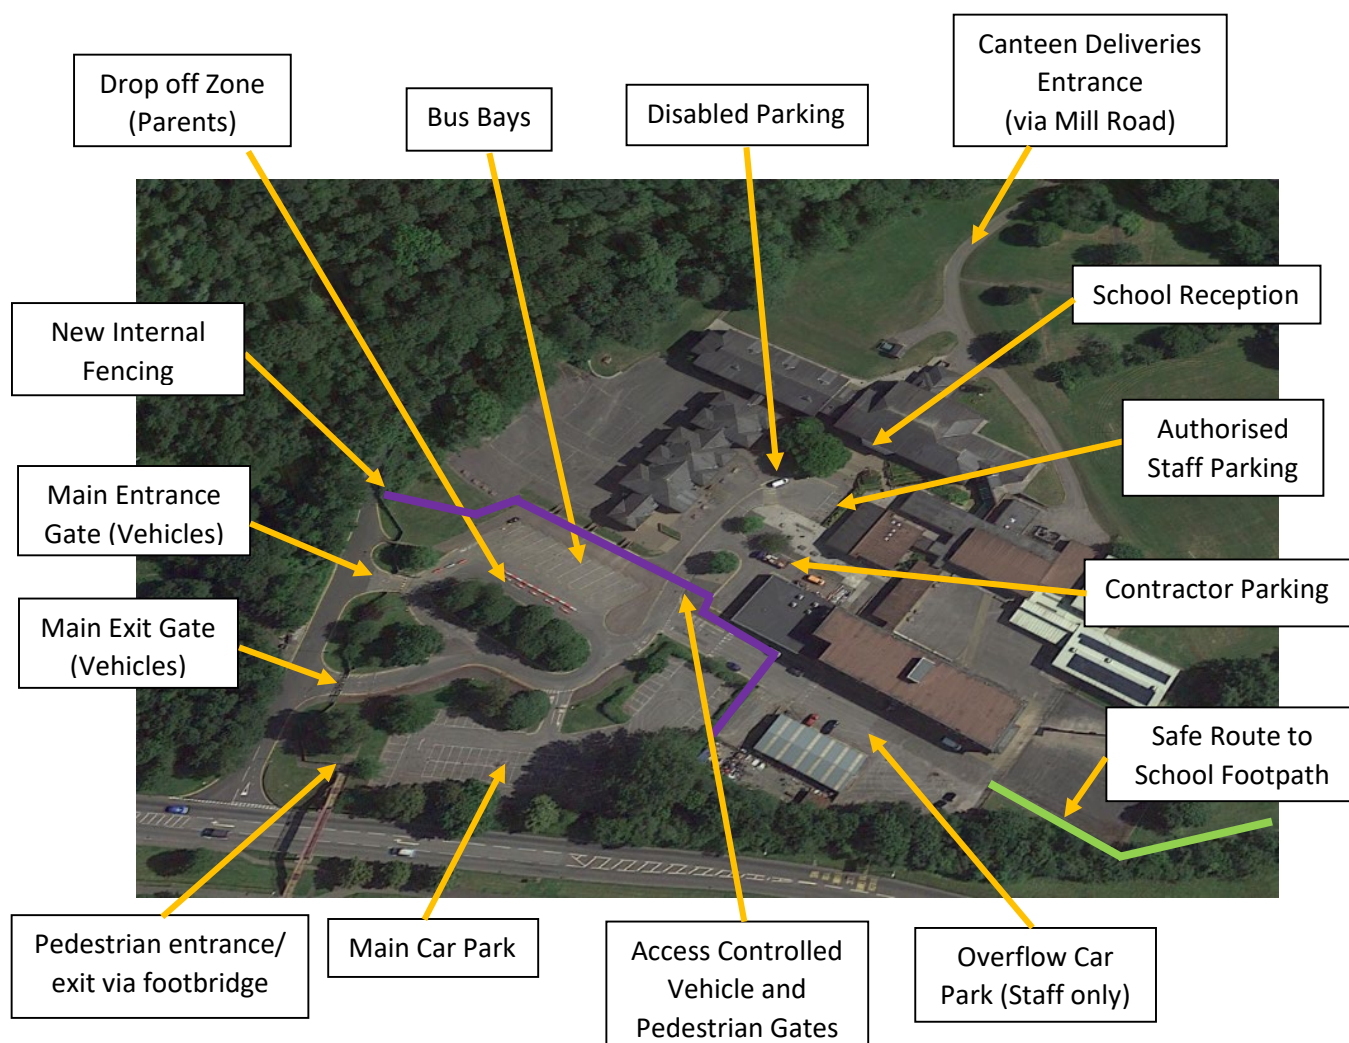 Canteen Deliveries
Entrance
(via Mill Road)
Drop off Zone
(Parents)
Bus Bays
Disabled Parking
School Reception
New Internal
Fencing
Authorised
Staff Parking
Main Entrance
Gate (Vehicles)
Contractor Parking
Main Exit Gate
(Vehicles)
Safe Route to
School Footpath
Pedestrian entrance/
exit via footbridge
Main Car Park
Access Controlled
Vehicle and
Pedestrian Gates
Overflow Car
Park (Staff only)